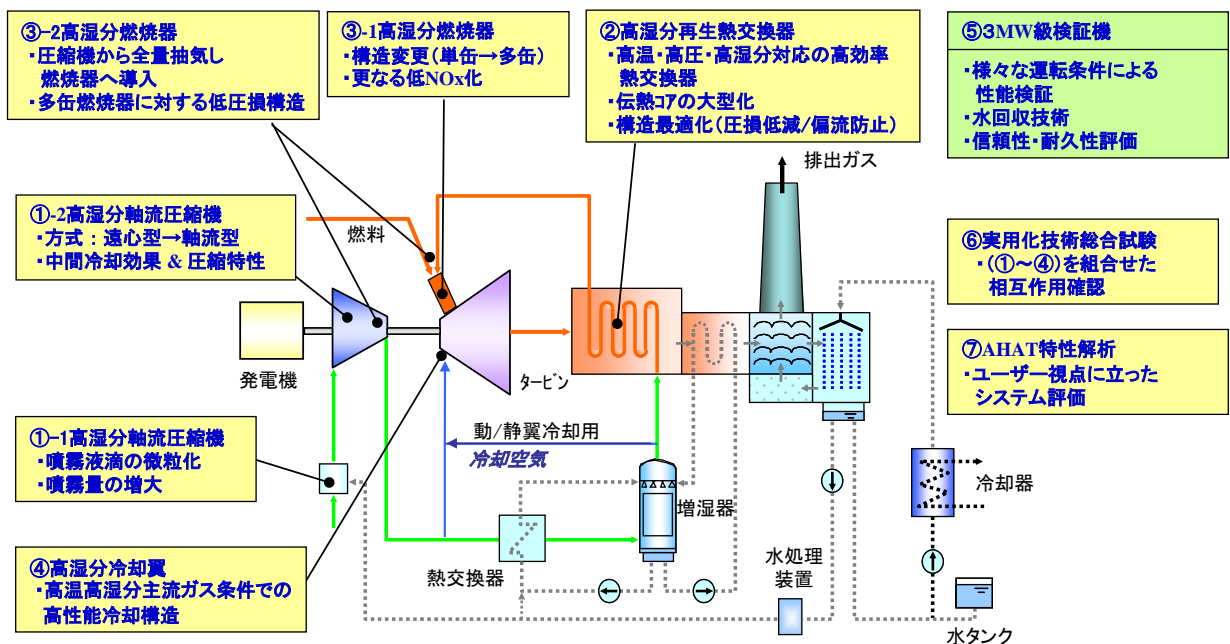 ③-2高湿分燃焼器
・圧縮機から全量抽気し
燃焼器へ導入
・多缶燃焼器に対する低圧損構造
③-1高湿分燃焼器
・構造変更(単缶→多缶)
・更なる低NOx化
②高湿分再生熱交換器
・高温・高圧・高湿分対応の高効率
熱交換器
・伝熱コアの大型化
・構造最適化(圧損低減/偏流防止)
⑤3MW級検証機
・様々な運転条件による
性能検証
・水回収技術
・信頼性・耐久性評価
排出ガス
①-2高湿分軸流圧縮機
・方式:遠心型→軸流型
・中間冷却効果 & 圧縮特性
燃料
⑥実用化技術総合試験
・(①~④)を組合せた
相互作用確認
発電機
タービン
⑦AHAT特性解析
・ユーザー視点に立った
システム評価
①-1高湿分軸流圧縮機
・噴霧液滴の微粒化
・噴霧量の増大
動/静翼冷却用
冷却空気
増湿器
冷却器
④高湿分冷却翼
・高温高湿分主流ガス条件での
高性能冷却構造
熱交換器
水処理
装置
水タンク